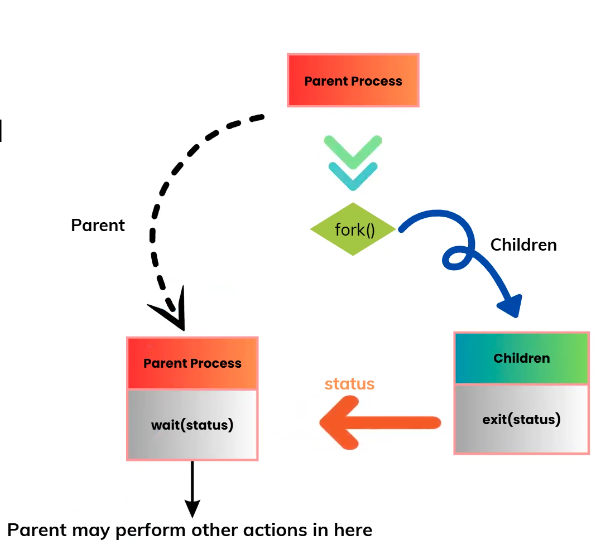 Parent Process
fork()
Parent
Children
Parent Process
wait(status)
status
Children
exit(status)
Parent may perform other actions in here